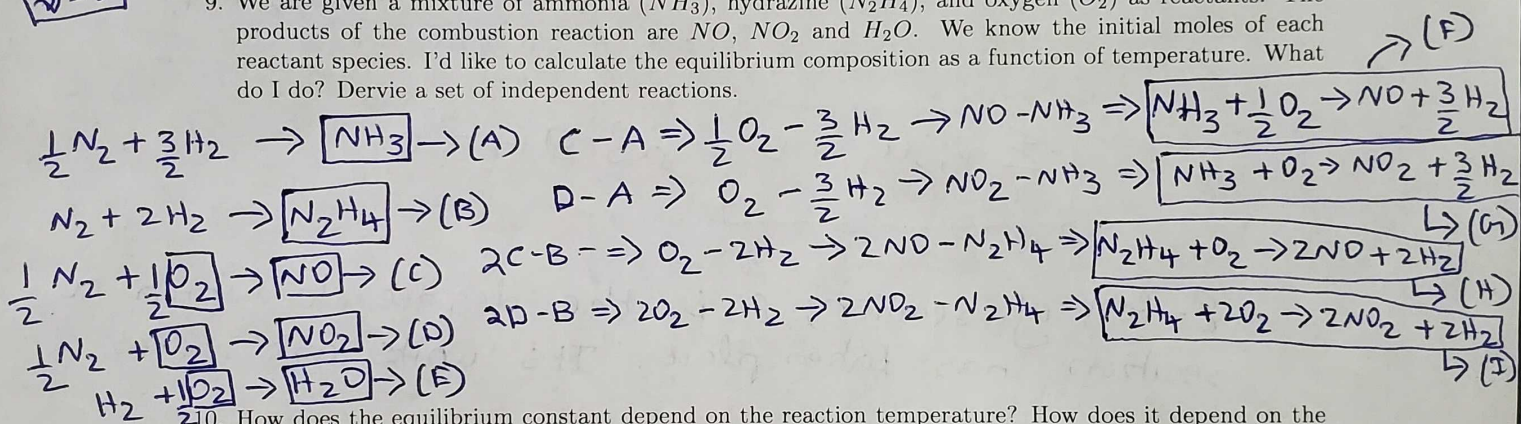 9. We are given a mixture of ammonia (NH3), hydrazine (N2H4), and oxygen (O2) as reactants. The
products of the combustion reaction are NO, NO2 and H2O. We know the initial moles of each
reactant species. I'd like to calculate the equilibrium composition as a function of temperature. What
do I do? Dervie a set of independent reactions.
→ (F)
1/2 N2 + 3/2 H2 → NH3 → (A) C - A ⇒ 1/2 O2 - 3/2 H2 → NO - NH3 ⇒ NH3 + 1/2 O2 → NO + 3/2 H2
N2 + 2H2 → N2H4 → (B) D - A ⇒ O2 - 3/2 H2 → NO2 - NH3 ⇒ NH3 + O2 → NO2 + 3/2 H2
↳ (G)
1/2 N2 + 1/2 O2 → NO → (C) 2C-B - ⇒ O2 - 2H2 → 2NO - N2H4 ⇒ N2H4 + O2 → 2NO + 2H2
↳ (H)
1/2 N2 + O2 → NO2 → (D) 2D-B ⇒ 2O2 - 2H2 → 2NO2 - N2H4 ⇒ N2H4 + 2O2 → 2NO2 + 2H2
↳ (I)
H2 + 1/2 O2 → H2O → (E)
10. How does the equilibrium constant depend on the reaction temperature? How does it depend on the